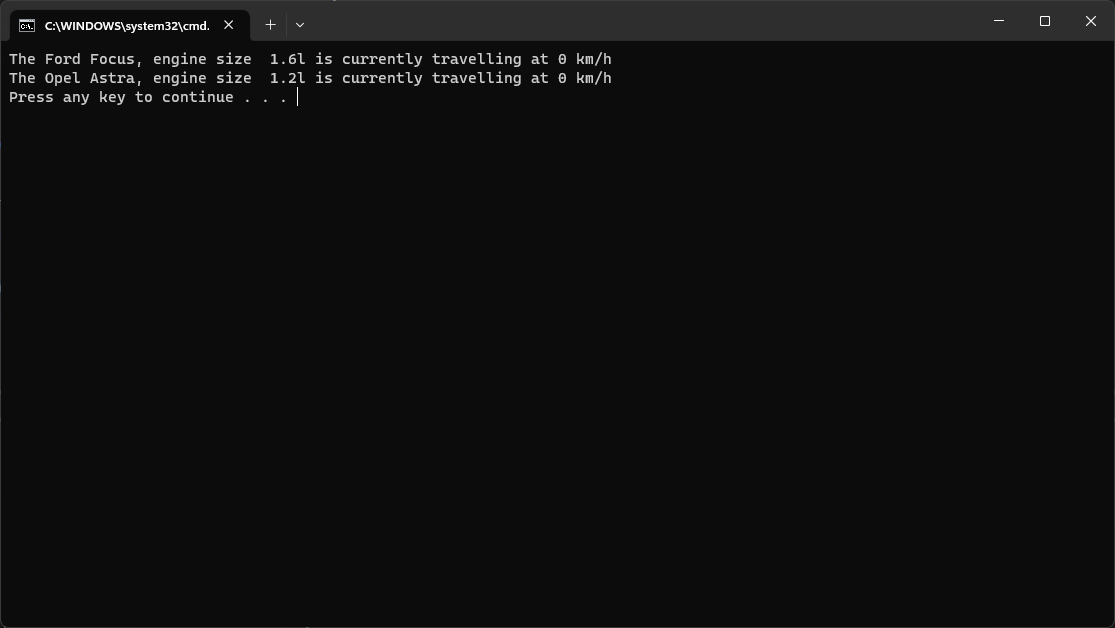 C:\WINDOWS\system32\cmd.
The Ford Focus, engine size  1.6l is currently travelling at 0 km/h
The Opel Astra, engine size  1.2l is currently travelling at 0 km/h
Press any key to continue . . .